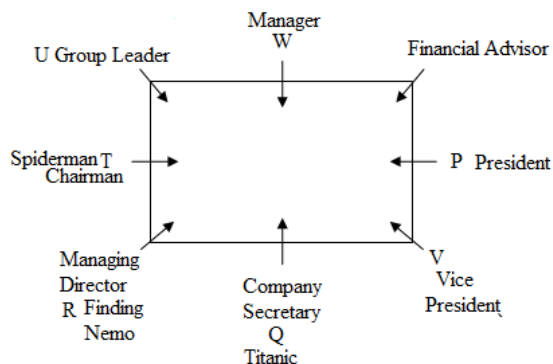 Manager
W
U Group Leader
Financial Advisor
Spiderman T
Chairman
P President
Managing
Director
R Finding
Nemo
Company
Secretary
Q
Titanic
V
Vice
President